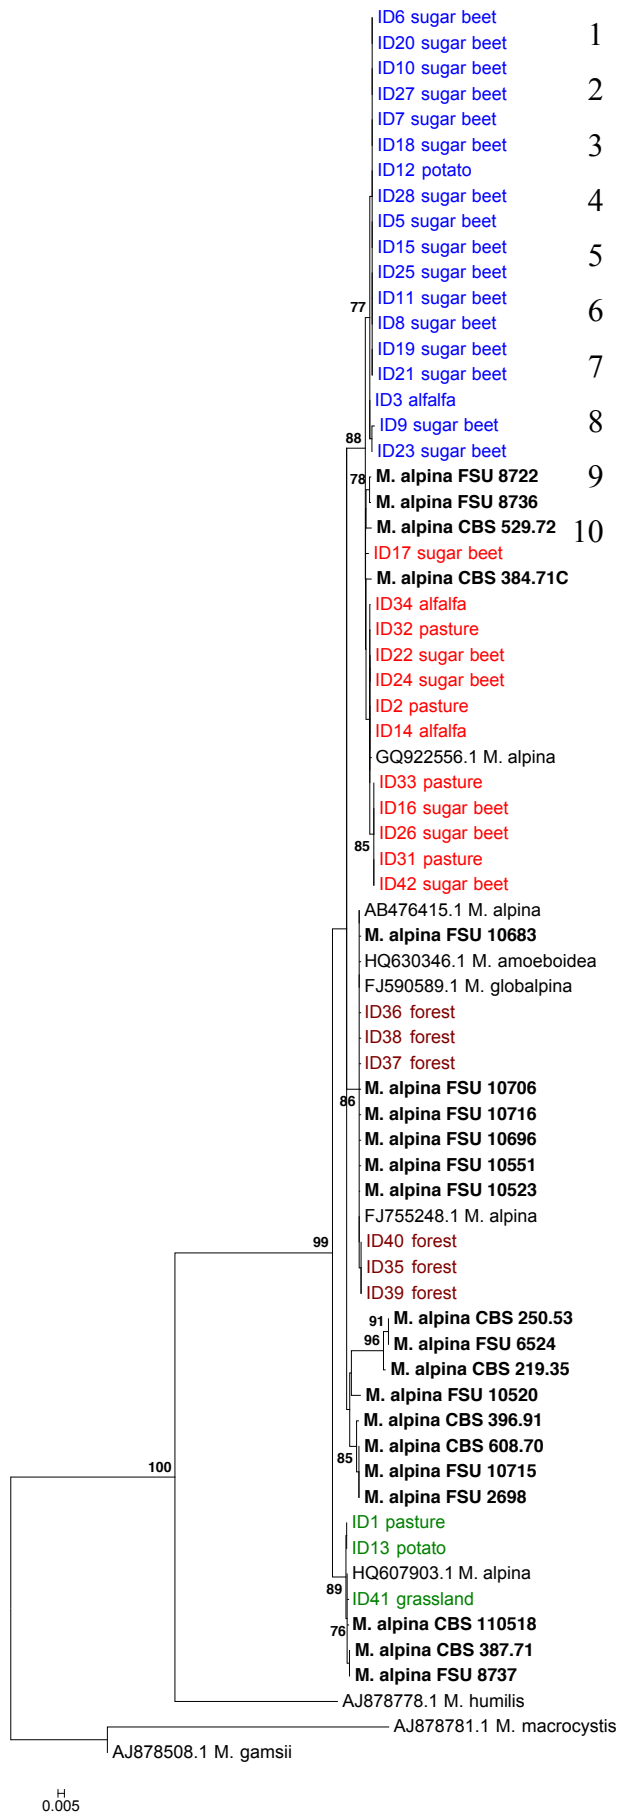 ID6 sugar beet
1
ID20 sugar beet
ID10 sugar beet
ID27 sugar beet
2
ID7 sugar beet
ID18 sugar beet
3
ID12 potato
ID28 sugar beet
4
ID5 sugar beet
ID15 sugar beet
5
ID25 sugar beet
ID11 sugar beet
6
77
ID8 sugar beet
ID19 sugar beet
ID21 sugar beet
7
ID3 alfalfa
ID9 sugar beet
8
88
ID23 sugar beet
78
M. alpina FSU 8722
9
M. alpina FSU 8736
M. alpina CBS 529.72
10
ID17 sugar beet
M. alpina CBS 384.71C
ID34 alfalfa
ID32 pasture
ID22 sugar beet
ID24 sugar beet
ID2 pasture
ID14 alfalfa
GQ922556.1 M. alpina
ID33 pasture
ID16 sugar beet
ID26 sugar beet
85
ID31 pasture
ID42 sugar beet
AB476415.1 M. alpina
M. alpina FSU 10683
HQ630346.1 M. amoeboidea
FJ590589.1 M. globalpina
ID36 forest
ID38 forest
ID37 forest
M. alpina FSU 10706
86
M. alpina FSU 10716
M. alpina FSU 10696
M. alpina FSU 10551
M. alpina FSU 10523
FJ755248.1 M. alpina
99
ID40 forest
ID35 forest
ID39 forest
91
M. alpina CBS 250.53
96
M. alpina FSU 6524
M. alpina CBS 219.35
M. alpina FSU 10520
M. alpina CBS 396.91
M. alpina CBS 608.70
85
100
M. alpina FSU 10715
M. alpina FSU 2698
ID1 pasture
ID13 potato
HQ607903.1 M. alpina
89
ID41 grassland
M. alpina CBS 110518
76
M. alpina CBS 387.71
M. alpina FSU 8737
AJ878778.1 M. humilis
AJ878781.1 M. macrocystis
AJ878508.1 M. gamsii
0.005